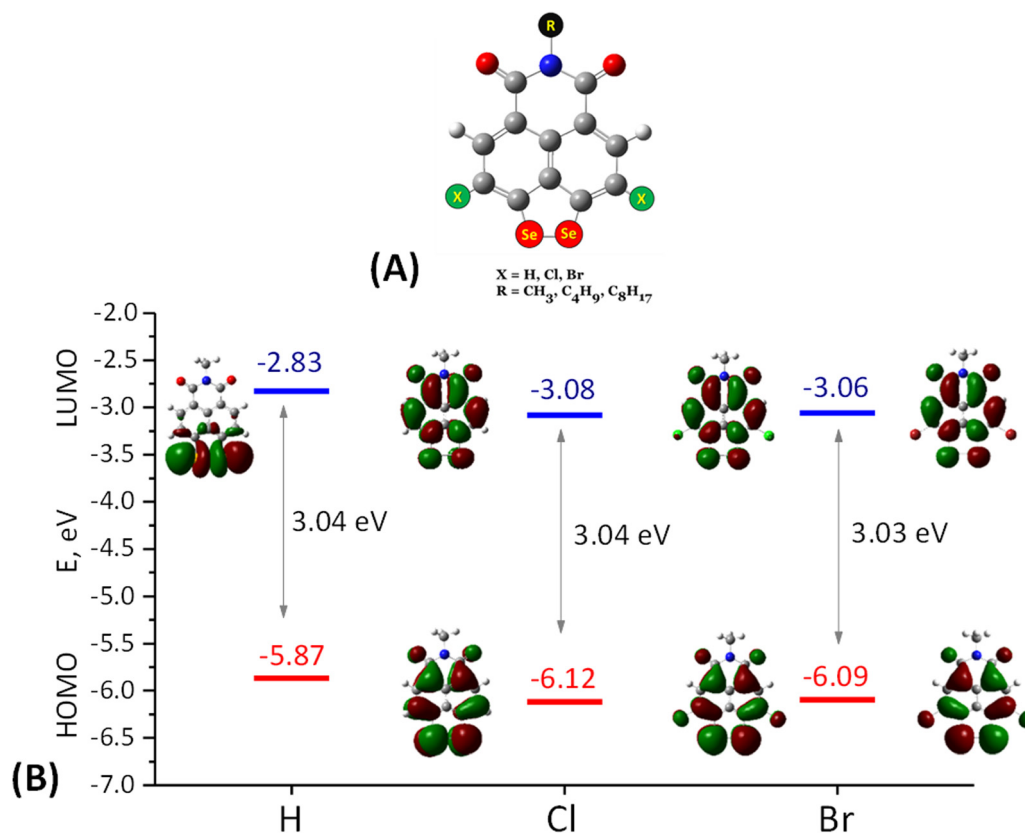 R
X
X
Se Se
(A)
X = H, Cl, Br
R = CH₃, C₄H₉, C₈H₁₇
LUMO
E, eV
HOMO
-2.0
-2.5
-3.0
-3.5
-4.0
-4.5
-5.0
-5.5
-6.0
-6.5
-7.0
-2.83
-3.08
-3.06
3.04 eV
3.04 eV
3.03 eV
-5.87
-6.12
-6.09
(B)
H Cl Br